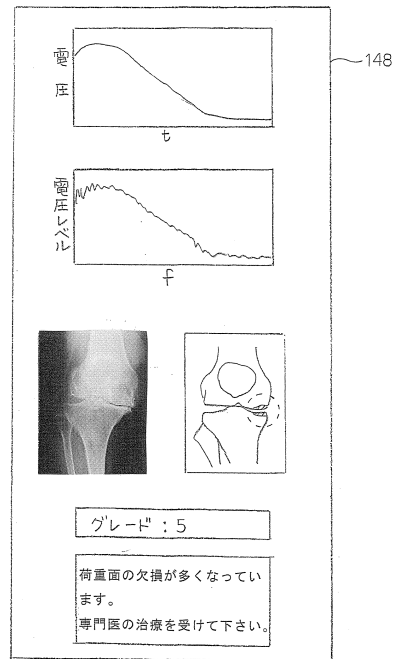 電圧
t
148
電圧レベル
f
グレード：5
荷重面の欠損が多くなってい
ます。
専門医の治療を受けて下さい。